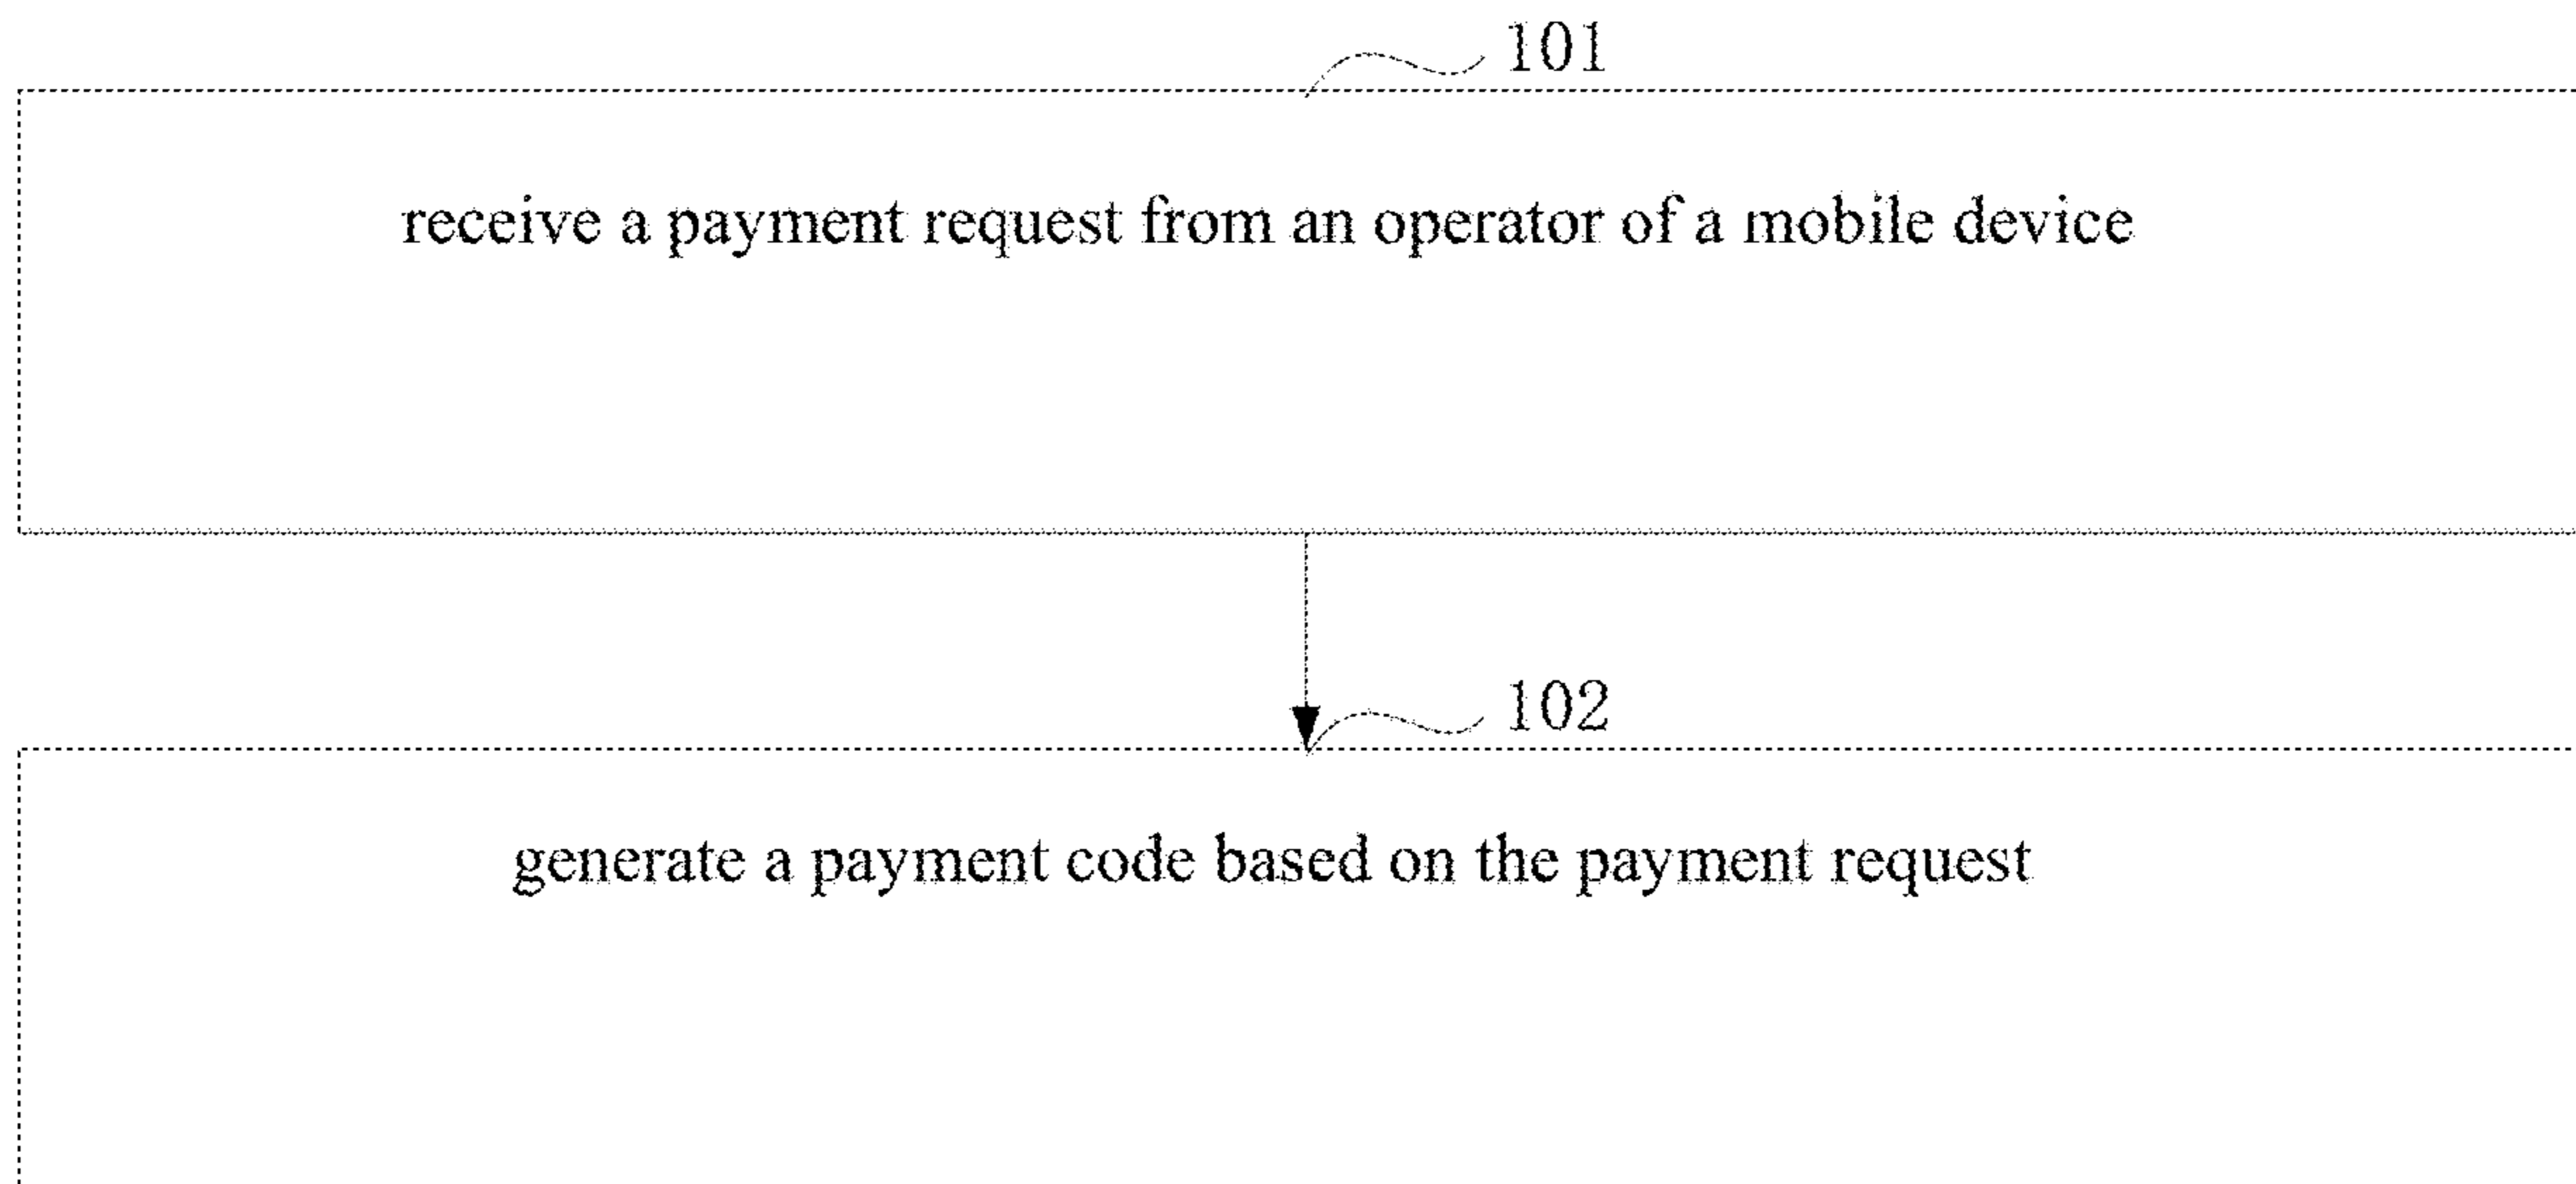 101
receive a payment request from an operator of a mobile device
102
generate a payment code based on the payment request